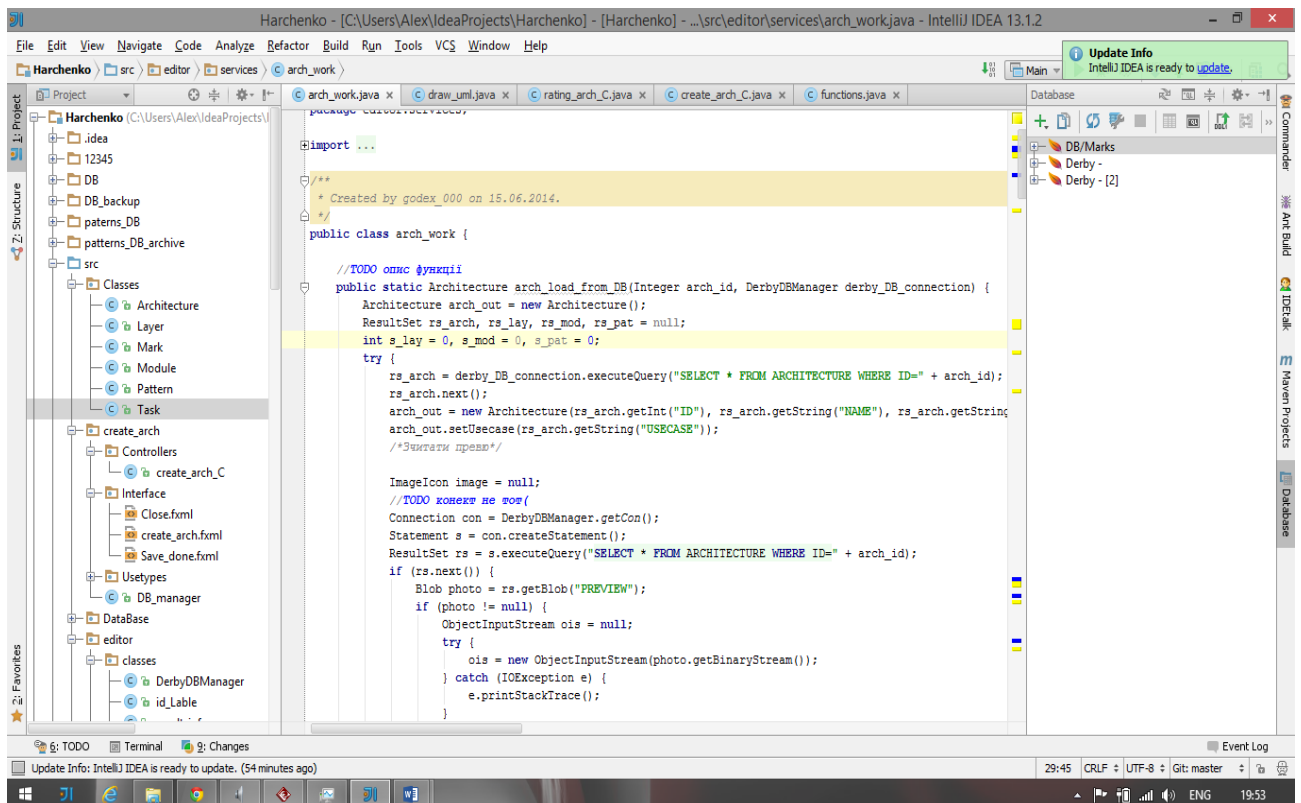 Harchenko - [C:\Users\Alex\IdeaProjects\Harchenko] - [Harchenko] - ...\src\editor\services\arch_work.java - IntelliJ IDEA 13.1.2
File Edit View Navigate Code Analyze Refactor Build Run Tools VCS Window Help
Update Info
IntelliJ IDEA is ready to update.
Harchenko src editor services arch_work
Main
Project
arch_work.java draw_uml.java rating_arch_C.java create_arch_C.java functions.java
Database
1: Project
Z: Structure
2: Favorites
Harchenko (C:\Users\Alex\IdeaProjects\
.idea
12345
DB
DB_backup
paterns_DB
patterns_DB_archive
src
Classes
Architecture
Layer
Mark
Module
Pattern
Task
create_arch
Controllers
create_arch_C
Interface
Close.fxml
create_arch.fxml
Save_done.fxml
Usetypes
DB_manager
DataBase
editor
classes
DerbyDBManager
id_Lable
package editor.services;
import ...
/**
* Created by godex_000 on 15.06.2014.
*/
public class arch_work {
//TODO опис функції
public static Architecture arch_load_from_DB(Integer arch_id, DerbyDBManager derby_DB_connection) {
Architecture arch_out = new Architecture();
ResultSet rs_arch, rs_lay, rs_mod, rs_pat = null;
int s_lay = 0, s_mod = 0, s_pat = 0;
try {
rs_arch = derby_DB_connection.executeQuery("SELECT * FROM ARCHITECTURE WHERE ID=" + arch_id);
rs_arch.next();
arch_out = new Architecture(rs_arch.getInt("ID"), rs_arch.getString("NAME"), rs_arch.getString
arch_out.setUsecase(rs_arch.getString("USECASE"));
/*Зчитати превю*/
ImageIcon image = null;
//TODO конект не тот(
Connection con = DerbyDBManager.getCon();
Statement s = con.createStatement();
ResultSet rs = s.executeQuery("SELECT * FROM ARCHITECTURE WHERE ID=" + arch_id);
if (rs.next()) {
Blob photo = rs.getBlob("PREVIEW");
if (photo != null) {
ObjectInputStream ois = null;
try {
ois = new ObjectInputStream(photo.getBinaryStream());
} catch (IOException e) {
e.printStackTrace();
}
DB/Marks
Derby -
Derby - [2]
Commander
Ant Build
IDEtalk
Maven Projects
Database
6: TODO Terminal 9: Changes Event Log
Update Info: IntelliJ IDEA is ready to update. (54 minutes ago) 29:45 CRLF UTF-8 Git: master
ENG 19:53